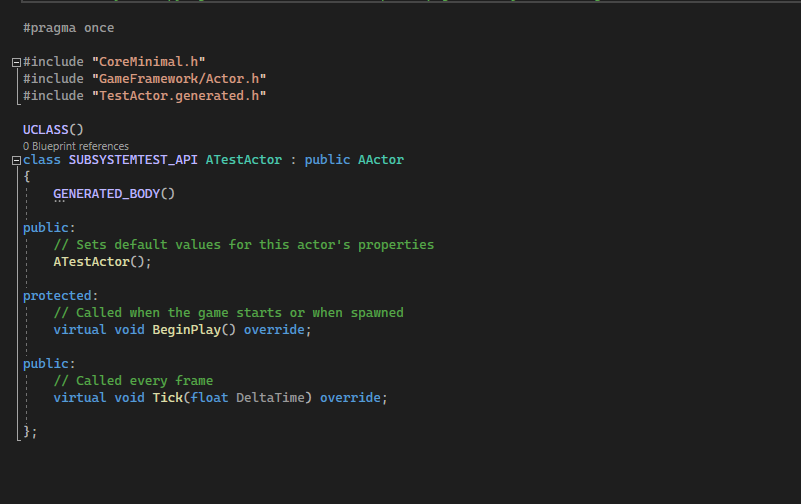 #pragma once
#include "CoreMinimal.h"
#include "GameFramework/Actor.h"
#include "TestActor.generated.h"
UCLASS()
0 Blueprint references
class SUBSYSTEMTEST_API ATestActor : public AActor
{
GENERATED_BODY()
public:
// Sets default values for this actor's properties
ATestActor();
protected:
// Called when the game starts or when spawned
virtual void BeginPlay() override;
public:
// Called every frame
virtual void Tick(float DeltaTime) override;
};